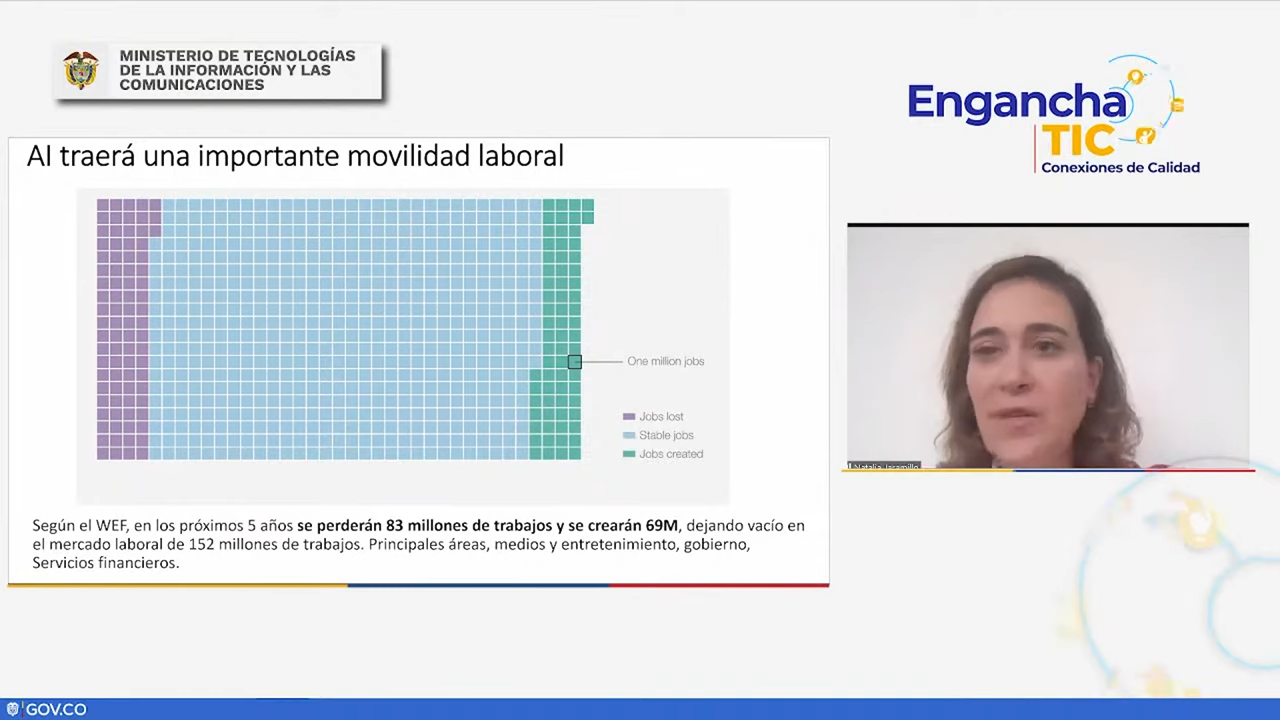 MINISTERIO DE TECNOLOGÍAS
DE LA INFORMACIÓN Y LAS
COMUNICACIONES
Engancha
TIC
Conexiones de Calidad
AI traerá una importante movilidad laboral
One million jobs
Jobs lost
Stable jobs
Jobs created
Según el WEF, en los próximos 5 años se perderán 83 millones de trabajos y se crearán 69M, dejando vacío en
el mercado laboral de 152 millones de trabajos. Principales áreas, medios y entretenimiento, gobierno,
Servicios financieros.
Natalia Jaramillo
GOV.CO